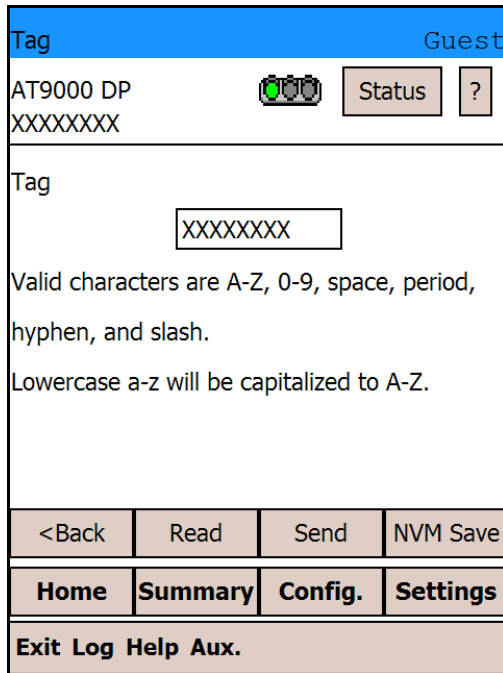 Tag Guest
AT9000 DP Status ?
XXXXXXXX
Tag
XXXXXXXX
Valid characters are A-Z, 0-9, space, period,
hyphen, and slash.
Lowercase a-z will be capitalized to A-Z.
<Back Read Send NVM Save
Home Summary Config. Settings
Exit Log Help Aux.